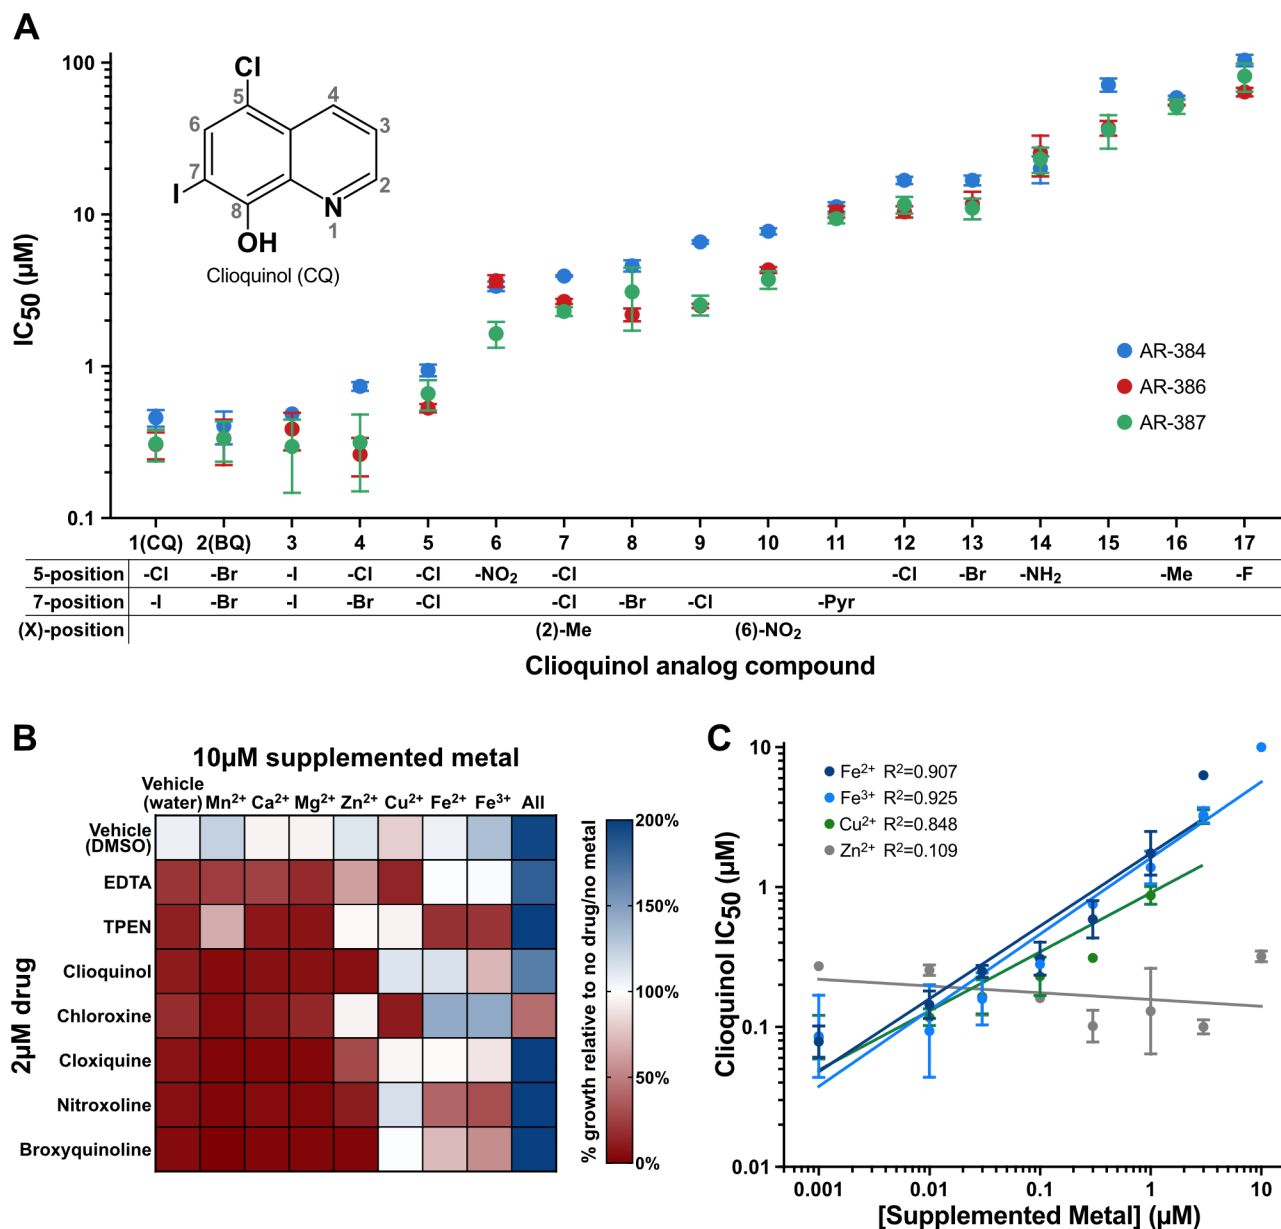 A
100
10
1
0.1
IC50 (µM)
Cl
5
4
6
3
7
2
I
8
N
1
OH
Clioquinol (CQ)
AR-384
AR-386
AR-387
1(CQ) 2(BQ) 3 4 5 6 7 8 9 10 11 12 13 14 15 16 17
5-position -Cl -Br -I -Cl -Cl -NO2 -Cl -Cl -Br -NH2 -Me -F
7-position -I -Br -I -Br -Cl -Cl -Br -Cl -Pyr
(X)-position (2)-Me (6)-NO2
Clioquinol analog compound
B
10µM supplemented metal
Vehicle
(water) Mn2+ Ca2+ Mg2+ Zn2+ Cu2+ Fe2+ Fe3+ All
2µM drug
Vehicle
(DMSO)
EDTA
TPEN
Clioquinol
Chloroxine
Cloxiquine
Nitroxoline
Broxyquinoline
% growth relative to no drug/no metal
200%
150%
100%
50%
0%
C
Clioquinol IC50 (µM)
10
1
0.1
0.01
Fe2+ R2=0.907
Fe3+ R2=0.925
Cu2+ R2=0.848
Zn2+ R2=0.109
0.001 0.01 0.1 1 10
[Supplemented Metal] (µM)